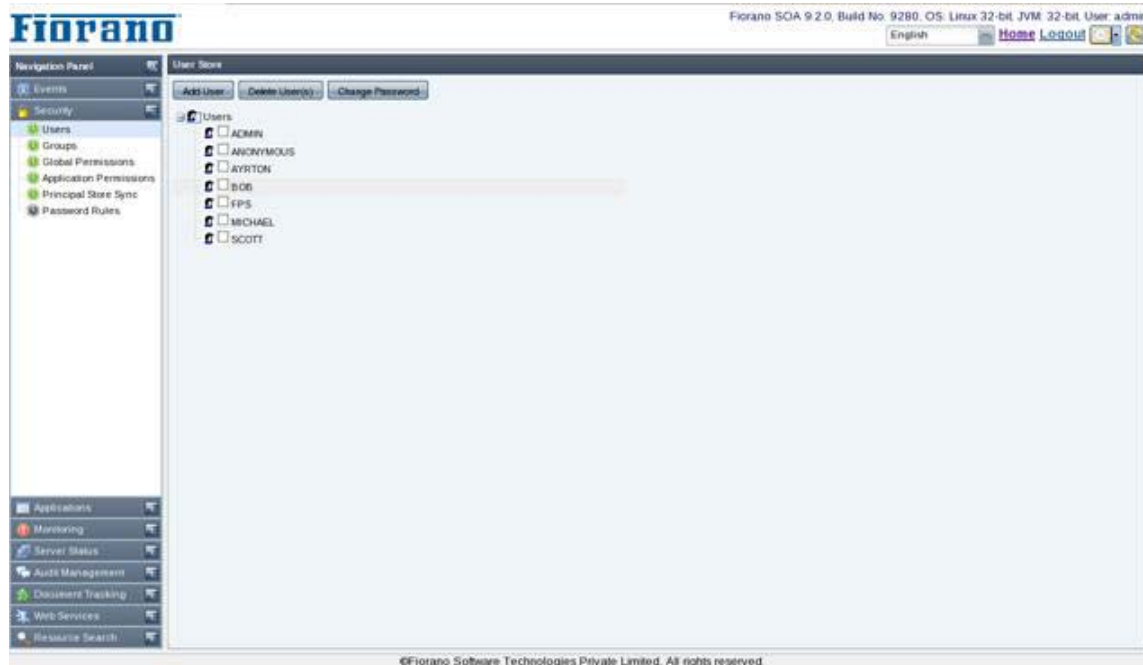 Fiorano
Fiorano SOA 9.2.0, Build No: 9280, OS: Linux 32-bit, JVM: 32-bit, User: admi
English
Home Logout
Navigation Panel
User Store
Events
Security
Users
Groups
Global Permissions
Application Permissions
Principal Store Sync
Password Rules
Add User
Delete User(s)
Change Password
Users
ADMIN
ANONYMOUS
AYRTON
BOB
FPS
MICHAEL
SCOTT
Applications
Monitoring
Server Status
Audit Management
Document Tracking
Web Services
Resource Search
©Fiorano Software Technologies Private Limited. All rights reserved.